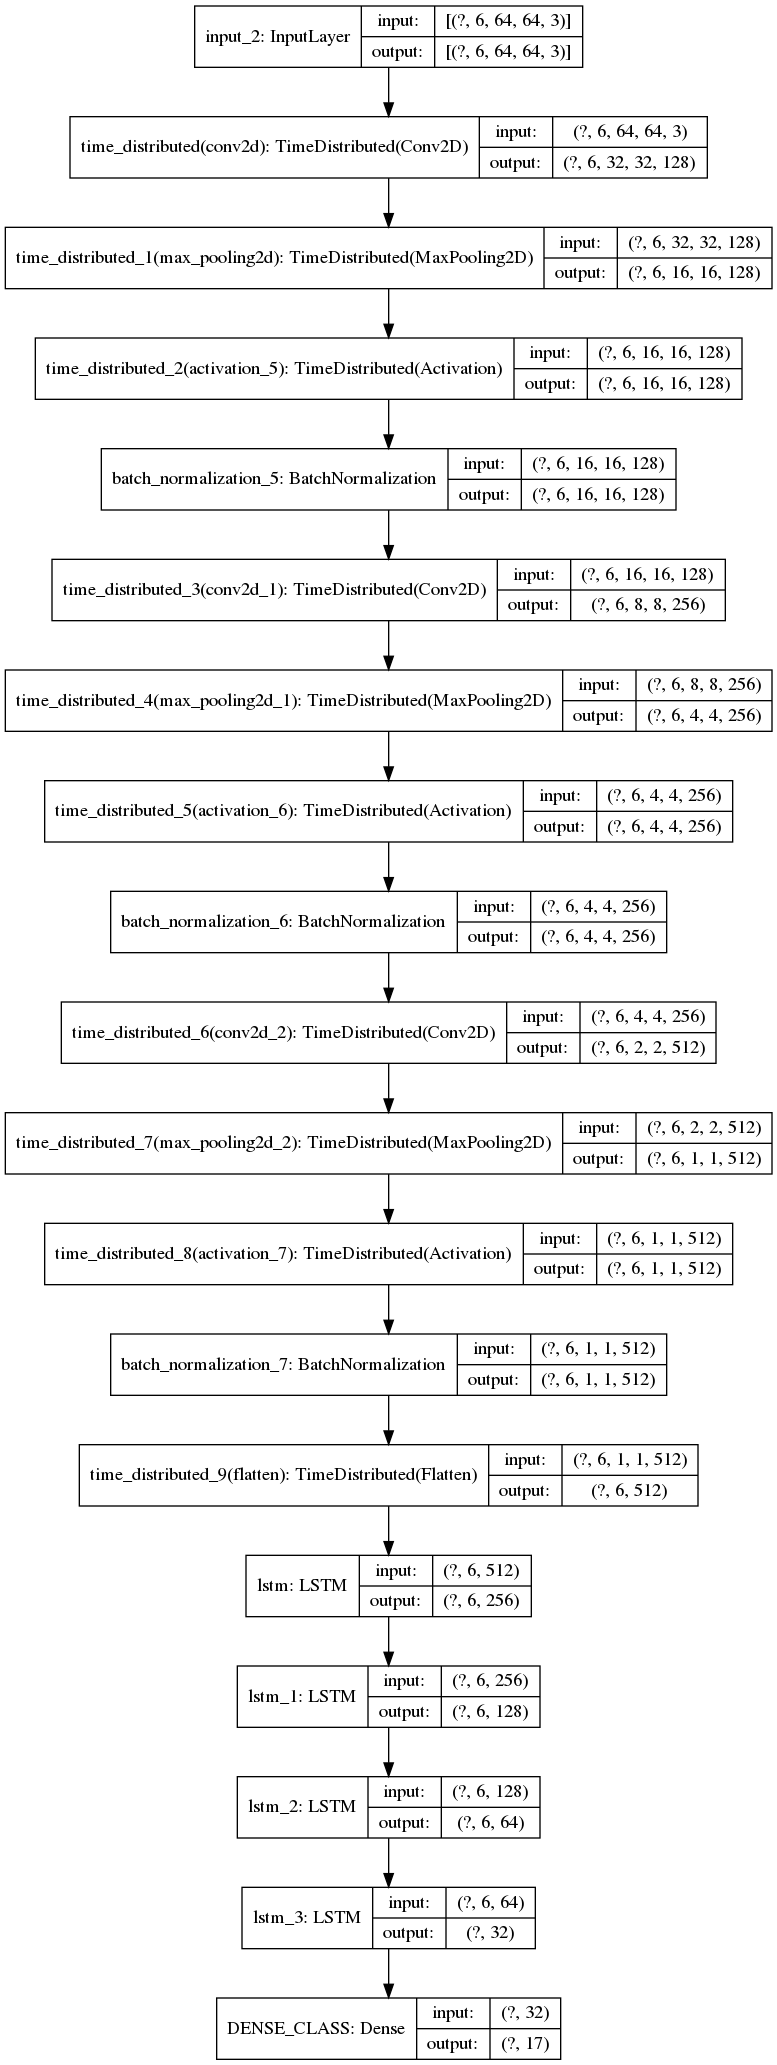 input_2: InputLayer
input:
[(?, 6, 64, 64, 3)]
output:
[(?, 6, 64, 64, 3)]
time_distributed(conv2d): TimeDistributed(Conv2D)
input:
(?, 6, 64, 64, 3)
output:
(?, 6, 32, 32, 128)
time_distributed_1(max_pooling2d): TimeDistributed(MaxPooling2D)
input:
(?, 6, 32, 32, 128)
output:
(?, 6, 16, 16, 128)
time_distributed_2(activation_5): TimeDistributed(Activation)
input:
(?, 6, 16, 16, 128)
output:
(?, 6, 16, 16, 128)
batch_normalization_5: BatchNormalization
input:
(?, 6, 16, 16, 128)
output:
(?, 6, 16, 16, 128)
time_distributed_3(conv2d_1): TimeDistributed(Conv2D)
input:
(?, 6, 16, 16, 128)
output:
(?, 6, 8, 8, 256)
time_distributed_4(max_pooling2d_1): TimeDistributed(MaxPooling2D)
input:
(?, 6, 8, 8, 256)
output:
(?, 6, 4, 4, 256)
time_distributed_5(activation_6): TimeDistributed(Activation)
input:
(?, 6, 4, 4, 256)
output:
(?, 6, 4, 4, 256)
batch_normalization_6: BatchNormalization
input:
(?, 6, 4, 4, 256)
output:
(?, 6, 4, 4, 256)
time_distributed_6(conv2d_2): TimeDistributed(Conv2D)
input:
(?, 6, 4, 4, 256)
output:
(?, 6, 2, 2, 512)
time_distributed_7(max_pooling2d_2): TimeDistributed(MaxPooling2D)
input:
(?, 6, 2, 2, 512)
output:
(?, 6, 1, 1, 512)
time_distributed_8(activation_7): TimeDistributed(Activation)
input:
(?, 6, 1, 1, 512)
output:
(?, 6, 1, 1, 512)
batch_normalization_7: BatchNormalization
input:
(?, 6, 1, 1, 512)
output:
(?, 6, 1, 1, 512)
time_distributed_9(flatten): TimeDistributed(Flatten)
input:
(?, 6, 1, 1, 512)
output:
(?, 6, 512)
lstm: LSTM
input:
(?, 6, 512)
output:
(?, 6, 256)
lstm_1: LSTM
input:
(?, 6, 256)
output:
(?, 6, 128)
lstm_2: LSTM
input:
(?, 6, 128)
output:
(?, 6, 64)
lstm_3: LSTM
input:
(?, 6, 64)
output:
(?, 32)
DENSE_CLASS: Dense
input:
(?, 32)
output:
(?, 17)